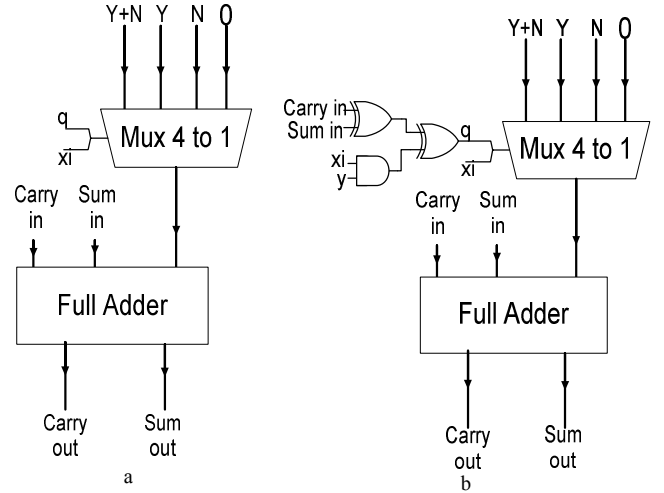 Y+N Y N 0
q
xi
Mux 4 to 1
Carry in
Sum in
Full Adder
Carry out
Sum out
a
Y+N Y N 0
Carry in
Sum in
xi
y
q
xi
Mux 4 to 1
Carry in
Sum in
Full Adder
Carry out
Sum out
b